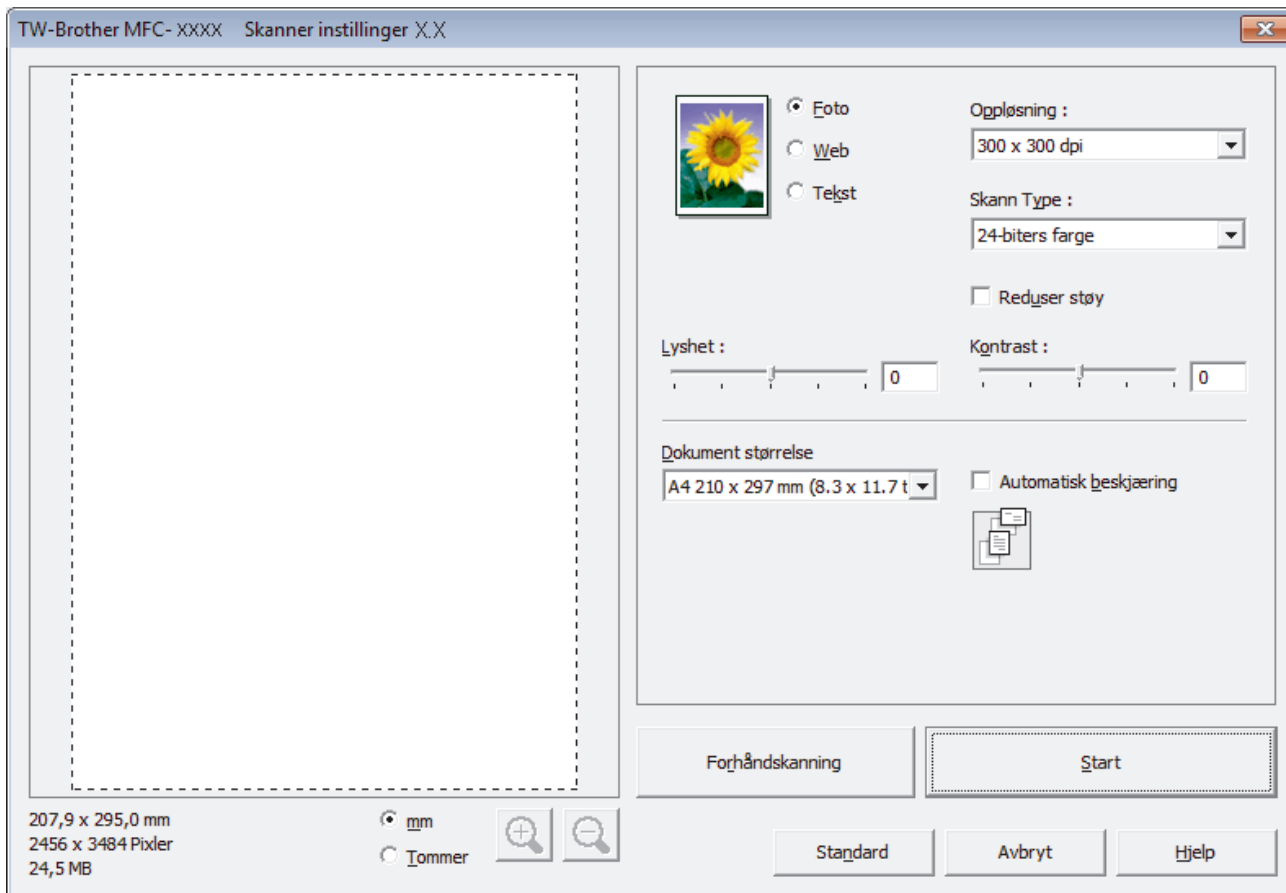 TW-Brother MFC- XXXX Skanner instillinger X.X
Foto
Web
Tekst
Oppløsning :
300 x 300 dpi
Skann Type :
24-biters farge
Reduser støy
Lyshet :
0
Kontrast :
0
Dokument størrelse
A4 210 x 297 mm (8.3 x 11.7 t
Automatisk beskjæring
Forhåndskanning
Start
207,9 x 295,0 mm
2456 x 3484 Pixler
24,5 MB
mm
Tommer
Standard
Avbryt
Hjelp